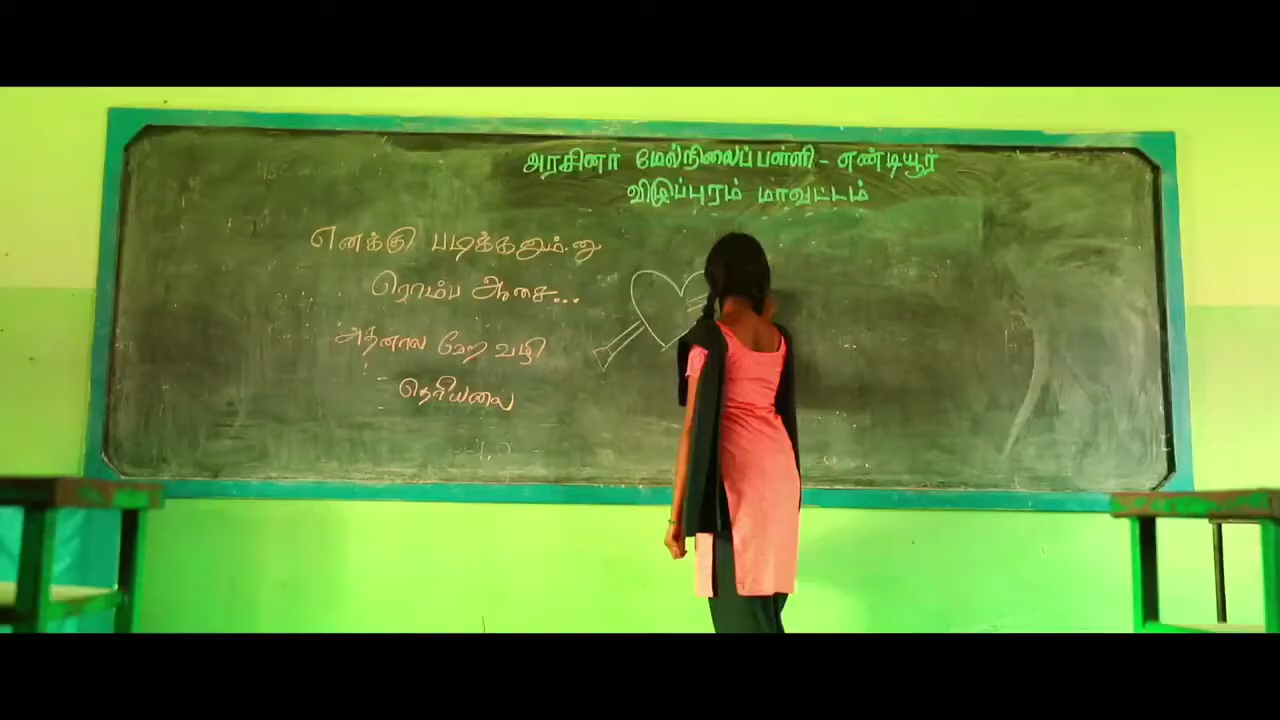 அரசினர் மேல்நிலைப்பள்ளி - எண்டியூர்
விழுப்புரம் மாவட்டம்
எனக்கு படிக்கனும்னு
ரொம்ப ஆசை...
அதனால வேற வழி
தெரியலை